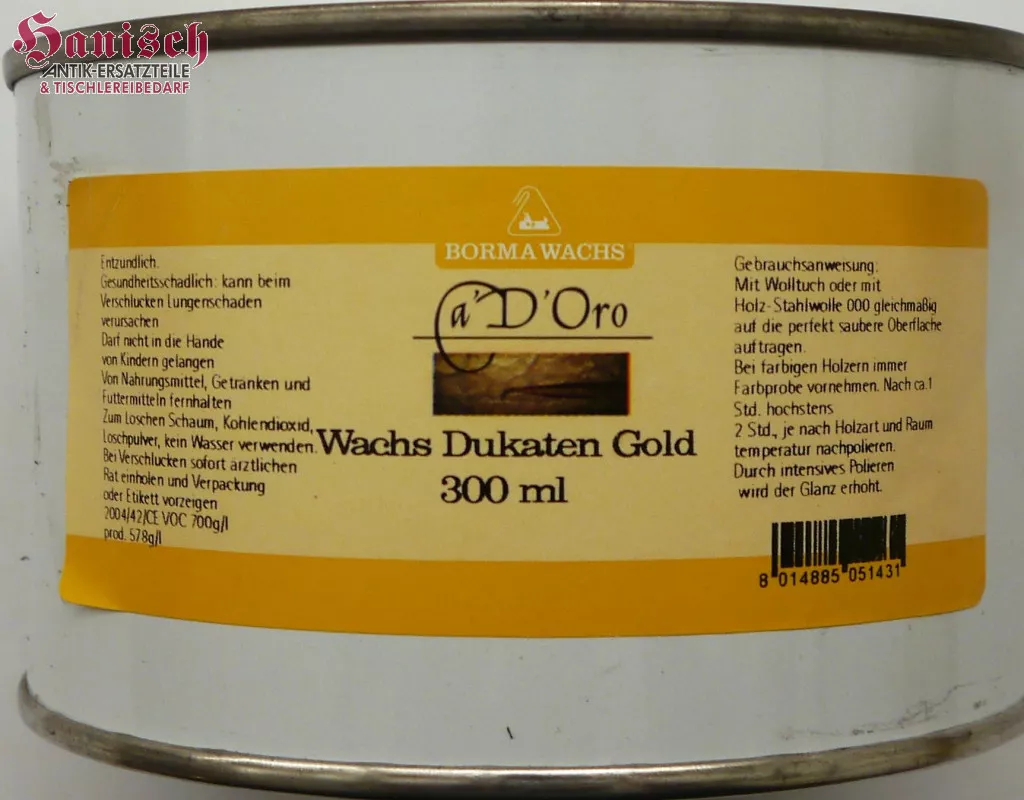 Hanisch
ANTIK-ERSATZTEILE
& TISCHLEREIBEDARF
BORMA WACHS
Ca' D'Oro
Wachs Dukaten Gold
300 ml
Entzundlich.
Gesundheitsschadlich: kann beim
Verschlucken Lungenschaden
verursachen
Darf nicht in die Hande
von Kindern gelangen
Von Nahrungsmittel, Getranken und
Futtermitteln fernhalten
Zum Loschen Schaum, Kohlendioxid,
Loschpulver, kein Wasser verwenden.
Bei Verschlucken sofort arztlichen
Rat einholen und Verpackung
oder Etikett vorzeigen
2004/42/CE VOC 700g/l
prod. 578g/l
Gebrauchsanweisung:
Mit Wolltuch oder mit
Holz-Stahlwolle 000 gleichmaßig
auf die perfekt saubere Oberflache
auftragen.
Bei farbigen Holzern immer
Farbprobe vornehmen. Nach ca.1
Std. hochstens
2 Std., je nach Holzart und Raum
temperatur nachpolieren.
Durch intensives Polieren
wird der Glanz erhoht.
8 014885 051431